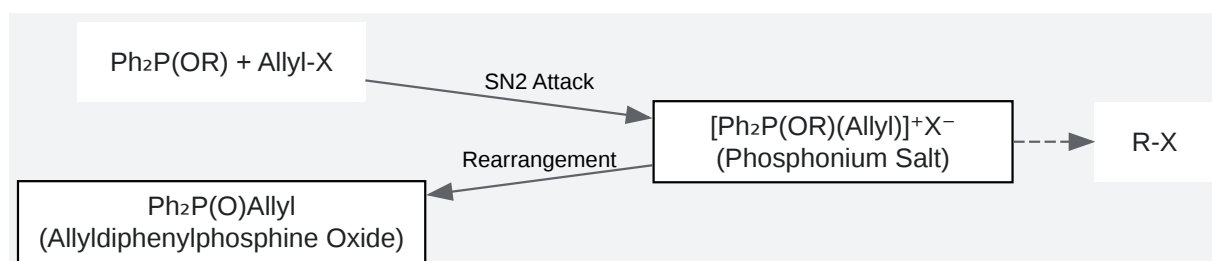 Ph₂P(OR) + Allyl-X
SN2 Attack
[Ph₂P(OR)(Allyl)]⁺X⁻
(Phosphonium Salt)
R-X
Rearrangement
Ph₂P(O)Allyl
(Allyldiphenylphosphine Oxide)